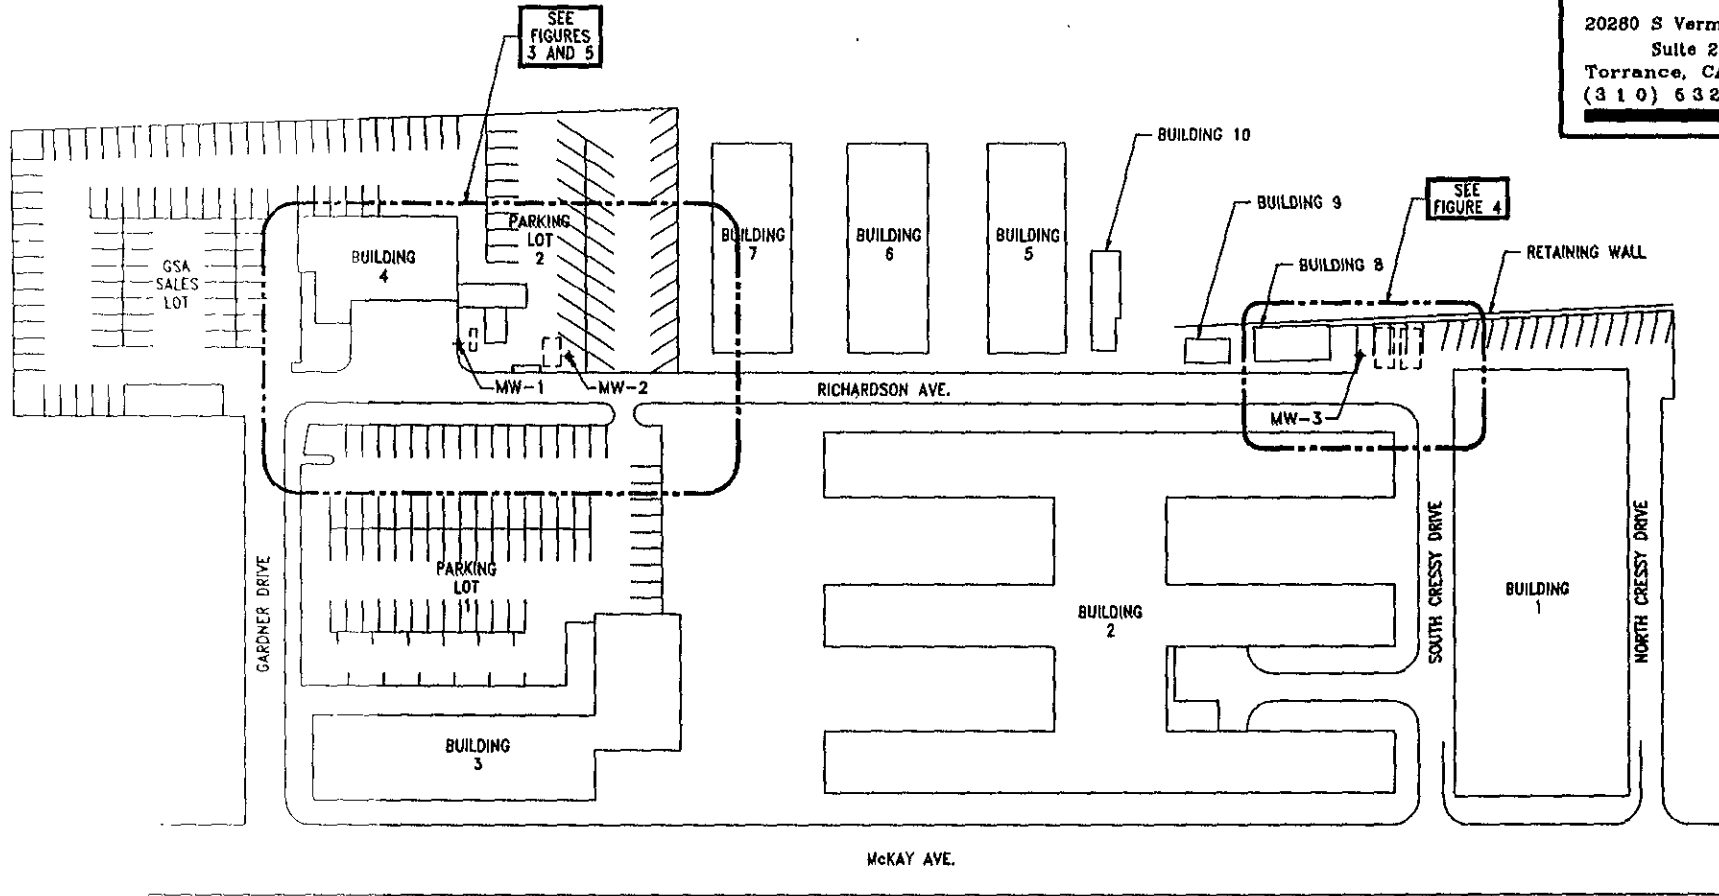 SEE
FIGURES
3 AND 5
20280 S
Suite 2
Torrance,
(310) 632
BUILDING 10
BUILDING 9
SEE
FIGURE 4
BUILDING 8
RETAINING WALL
PARKING
LOT
2
BUILDING
7
BUILDING
6
BUILDING
5
BUILDING
4
GSA
SALES
LOT
MW-1
MW-2
RICHARDSON AVE.
MW-3
GARDNER DRIVE
PARKING
LOT
1
BUILDING
2
SOUTH CRESSY DRIVE
BUILDING
1
NORTH CRESSY DRIVE
BUILDING
3
McKAY AVE.